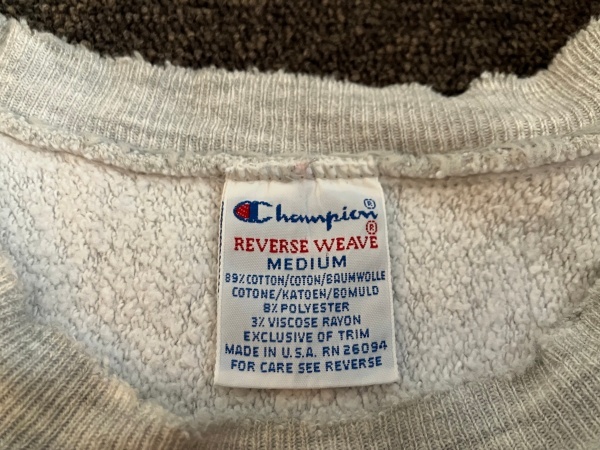 Champion®
REVERSE WEAVE®
MEDIUM
89% COTTON/COTON/BAUMWOLLE
COTONE/KATOEN/BOMULD
8% POLYESTER
3% VISCOSE RAYON
EXCLUSIVE OF TRIM
MADE IN U.S.A. RN 26094
FOR CARE SEE REVERSE